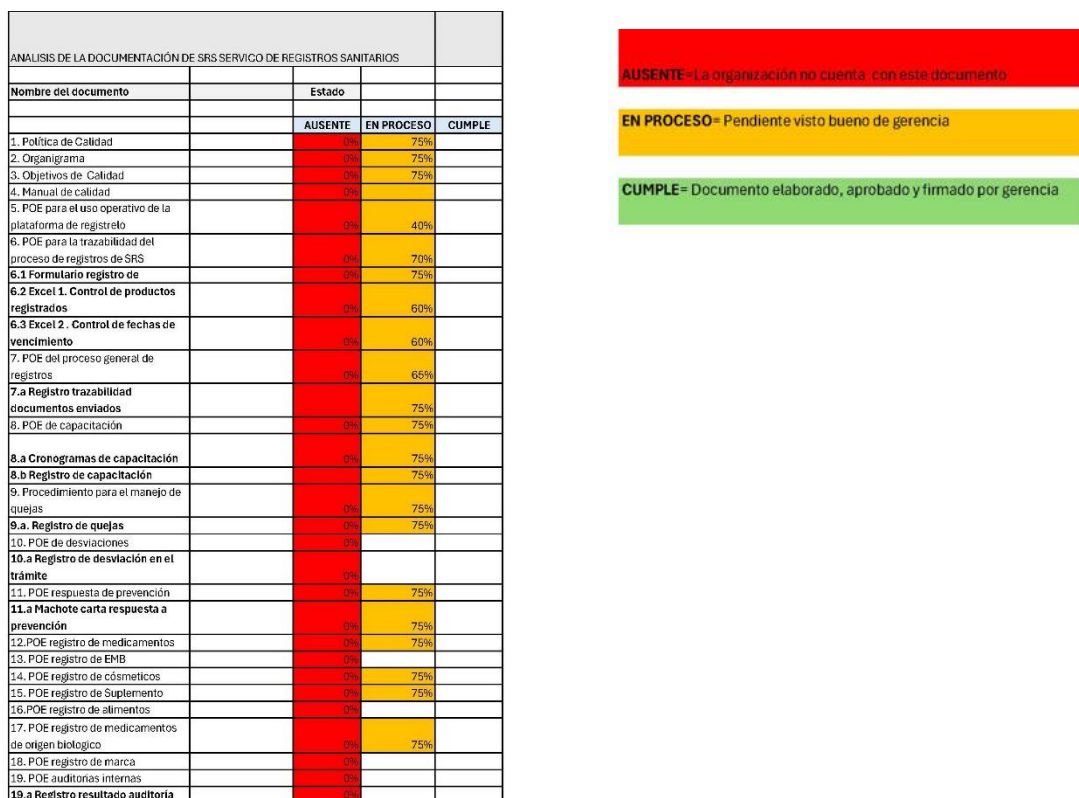 ANALISIS DE LA DOCUMENTACIÓN DE SRS SERVICO DE REGISTROS SANITARIOS
Nombre del documento Estado
AUSENTE EN PROCESO CUMPLE
1. Política de Calidad 0% 75%
2. Organigrama 0% 75%
3. Objetivos de Calidad 0% 75%
4. Manual de calidad 0%
5. POE para el uso operativo de la
plataforma de registrelo 0% 40%
6. POE para la trazabilidad del
proceso de registros de SRS 0% 70%
6.1 Formulario registro de 0% 75%
6.2 Excel 1. Control de productos
registrados 0% 60%
6.3 Excel 2 . Control de fechas de
vencimiento 0% 60%
7. POE del proceso general de
registros 0% 65%
7.a Registro trazabilidad
documentos enviados 75%
8. POE de capacitación 0% 75%
8.a Cronogramas de capacitación 0% 75%
8.b Registro de capacitación 75%
9. Procedimiento para el manejo de
quejas 0% 75%
9.a. Registro de quejas 0% 75%
10. POE de desviaciones 0%
10.a Registro de desviación en el
trámite 0%
11. POE respuesta de prevención 0% 75%
11.a Machote carta respuesta a
prevención 0% 75%
12.POE registro de medicamentos 0% 75%
13. POE registro de EMB 0%
14. POE registro de cósmeticos 0% 75%
15. POE registro de Suplemento 0% 75%
16.POE registro de alimentos 0%
17. POE registro de medicamentos
de origen biologico 0% 75%
18. POE registro de marca 0%
19. POE auditorias internas 0%
19.a Registro resultado auditoría 0%
AUSENTE=La organización no cuenta con este documento
EN PROCESO= Pendiente visto bueno de gerencia
CUMPLE= Documento elaborado, aprobado y firmado por gerencia